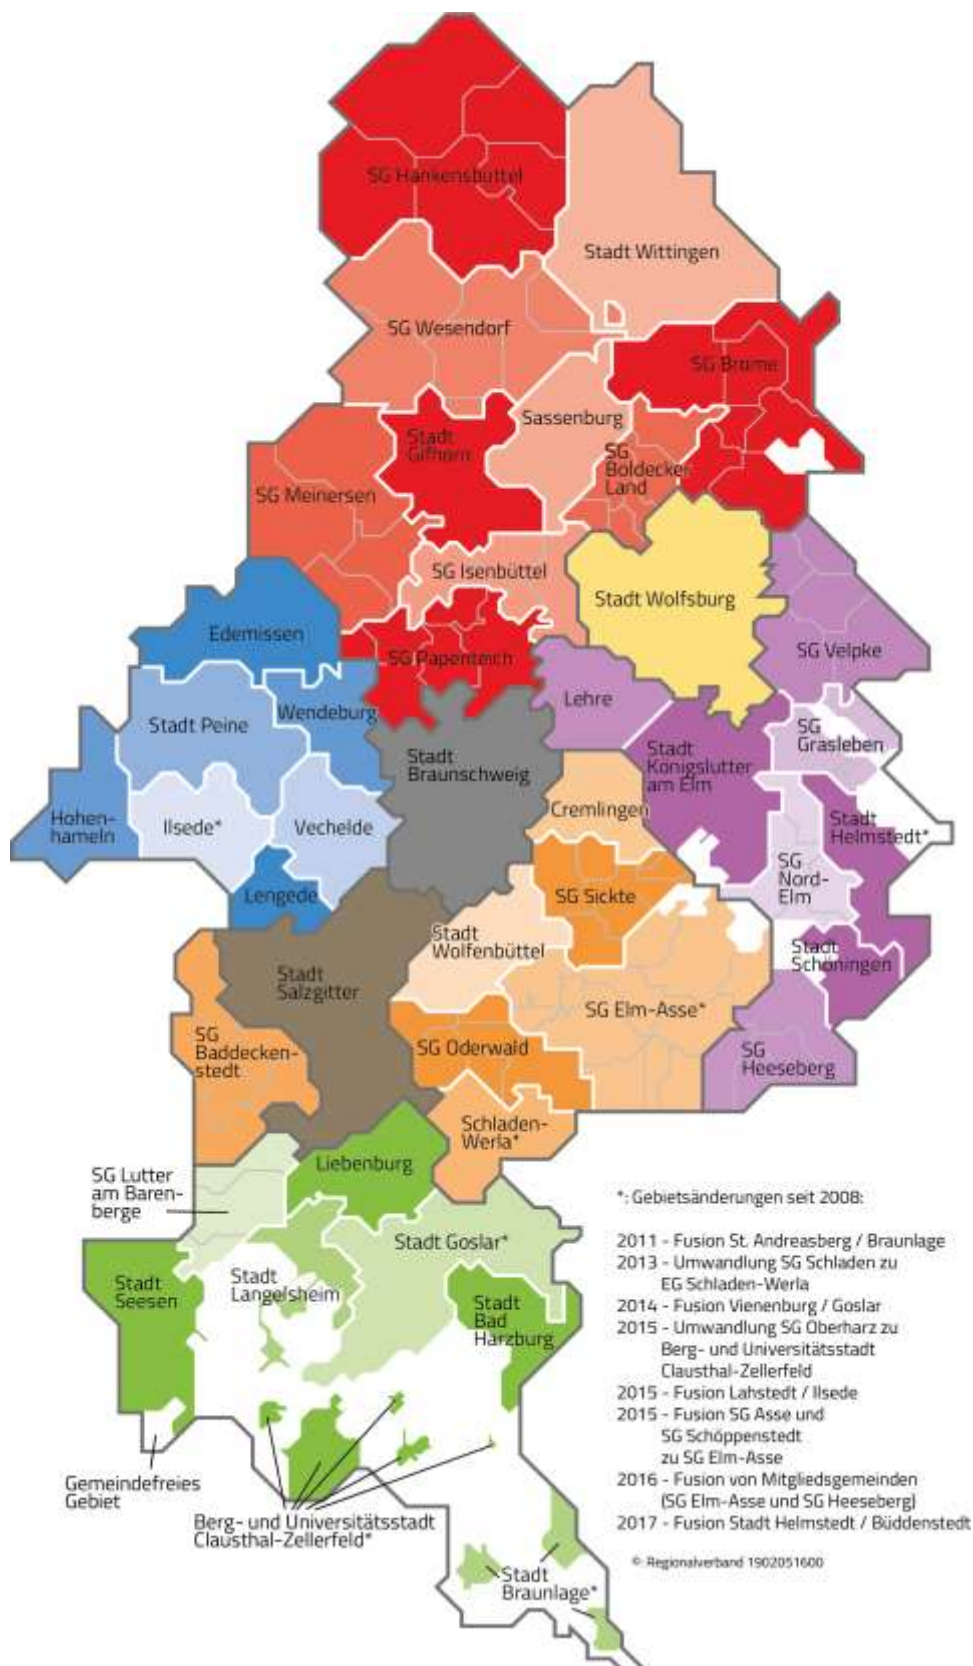 SG Hankensbüttel
Stadt Wittingen
SG Wesendorf
SG Brome
Sassenburg
Stadt
Gifhorn
SG
Boldecker
Land
SG Meinersen
SG Isenbüttel
Stadt Wolfsburg
Edemissen
SG Papenteich
SG Velpke
Lehre
Wendeburg
Stadt Peine
SG
Grasleben
Stadt
Braunschweig
Stadt
Königslutter
am Elm
Hohen-
hameln
Ilsede*
Vechelde
Cremlingen
Stadt
Helmstedt*
SG
Nord-
Elm
Lengede
SG Sickte
Stadt
Wolfenbüttel
Stadt
Schöningen
Stadt
Salzgitter
SG Elm-Asse*
SG
Baddecken-
stedt
SG Oderwald
SG
Heeseberg
Schladen-
Werla*
Liebenburg
SG Lutter
am Baren-
berge
Stadt Goslar*
Stadt
Seesen
Stadt
Langelsheim
Stadt
Bad
Harzburg
Gemeindefreies
Gebiet
Berg- und Universitätsstadt
Clausthal-Zellerfeld*
Stadt
Braunlage*
*: Gebietsänderungen seit 2008:
2011 - Fusion St. Andreasberg / Braunlage
2013 - Umwandlung SG Schladen zu
EG Schladen-Werla
2014 - Fusion Vienenburg / Goslar
2015 - Umwandlung SG Oberharz zu
Berg- und Universitätsstadt
Clausthal-Zellerfeld
2015 - Fusion Lahstedt / Ilsede
2015 - Fusion SG Asse und
SG Schöppenstedt
zu SG Elm-Asse
2016 - Fusion von Mitgliedsgemeinden
(SG Elm-Asse und SG Heeseberg)
2017 - Fusion Stadt Helmstedt / Büddenstedt
© Regionalverband 1902051600